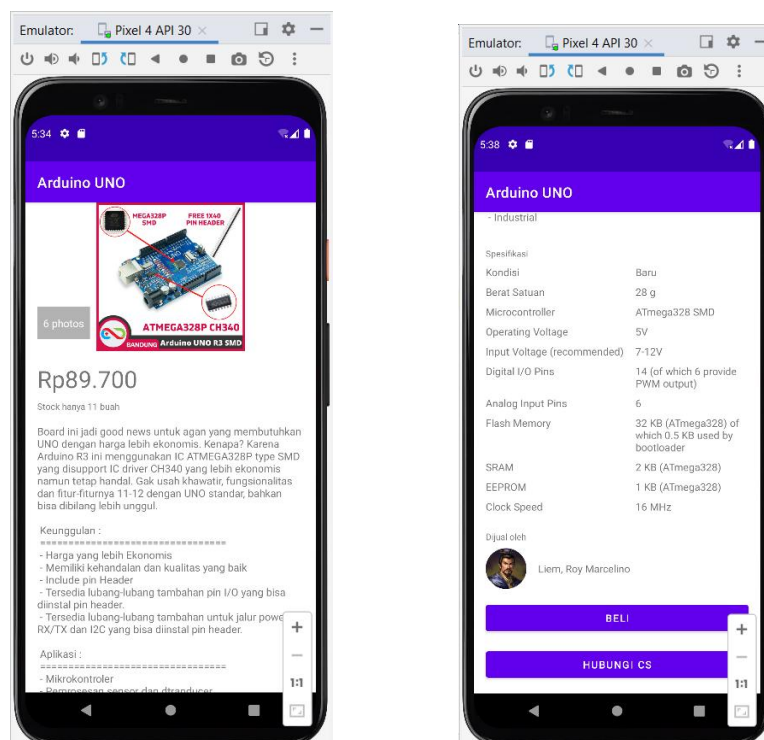 Emulator: Pixel 4 API 30
5:34
Arduino UNO
MEGA328P
SMD
FREE 1X40
PIN HEADER
UNO
6 photos
ATMEGA328P CH340
BANDUNG Arduino UNO R3 SMD
Rp89.700
Stock hanya 11 buah
Board ini jadi good news untuk agan yang membutuhkan
UNO dengan harga lebih ekonomis. Kenapa? Karena
Arduino R3 ini menggunakan IC ATMEGA328P type SMD
yang disupport IC driver CH340 yang lebih ekonomis
namun tetap handal. Gak usah khawatir, fungsionalitas
dan fitur-fiturnya 11-12 dengan UNO standar, bahkan
bisa dibilang lebih unggul.
Keunggulan :
=================================
- Harga yang lebih Ekonomis
- Memiliki kehandalan dan kualitas yang baik
- Include pin Header
- Tersedia lubang-lubang tambahan pin I/O yang bisa
diinstal pin header.
- Tersedia lubang-lubang tambahan untuk jalur powe
RX/TX dan I2C yang bisa diinstal pin header.
Aplikasi :
=================================
- Mikrokontroler
- Pemrosesan sensor dan dtranducer
1:1
Emulator: Pixel 4 API 30
5:38
Arduino UNO
- Industrial
Spesifikasi
Kondisi Baru
Berat Satuan 28 g
Microcontroller ATmega328 SMD
Operating Voltage 5V
Input Voltage (recommended) 7-12V
Digital I/O Pins 14 (of which 6 provide
PWM output)
Analog Input Pins 6
Flash Memory 32 KB (ATmega328) of
which 0.5 KB used by
bootloader
SRAM 2 KB (ATmega328)
EEPROM 1 KB (ATmega328)
Clock Speed 16 MHz
Dijual oleh
Liem, Roy Marcelino
BELI
HUBUNGI CS
1:1